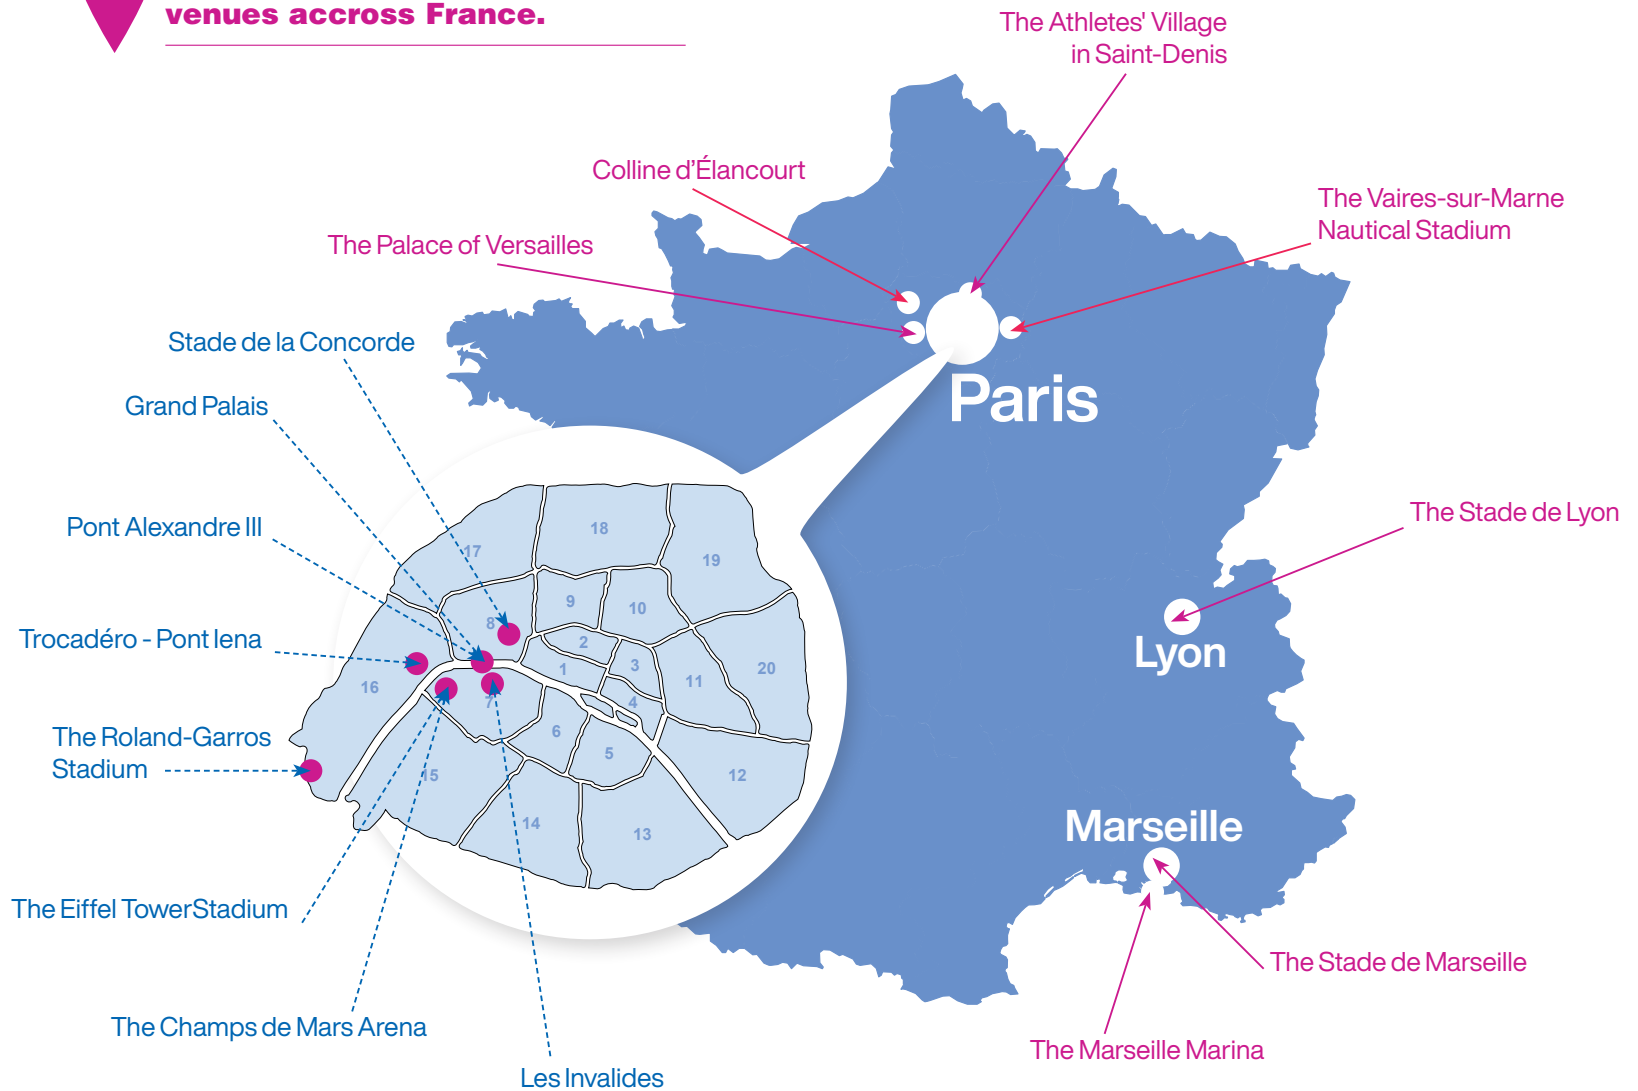 venues accross France.
The Athletes' Village
in Saint-Denis
Colline d'Élancourt
The Vaires-sur-Marne
Nautical Stadium
The Palace of Versailles
Stade de la Concorde
Paris
Grand Palais
Pont Alexandre III
The Stade de Lyon
18
17
19
9
10
8
Trocadéro - Pont Iena
2
Lyon
1
3
20
16
11
7
4
6
The Roland-Garros
Stadium
5
15
12
14
13
Marseille
The Eiffel TowerStadium
The Stade de Marseille
The Champs de Mars Arena
The Marseille Marina
Les Invalides